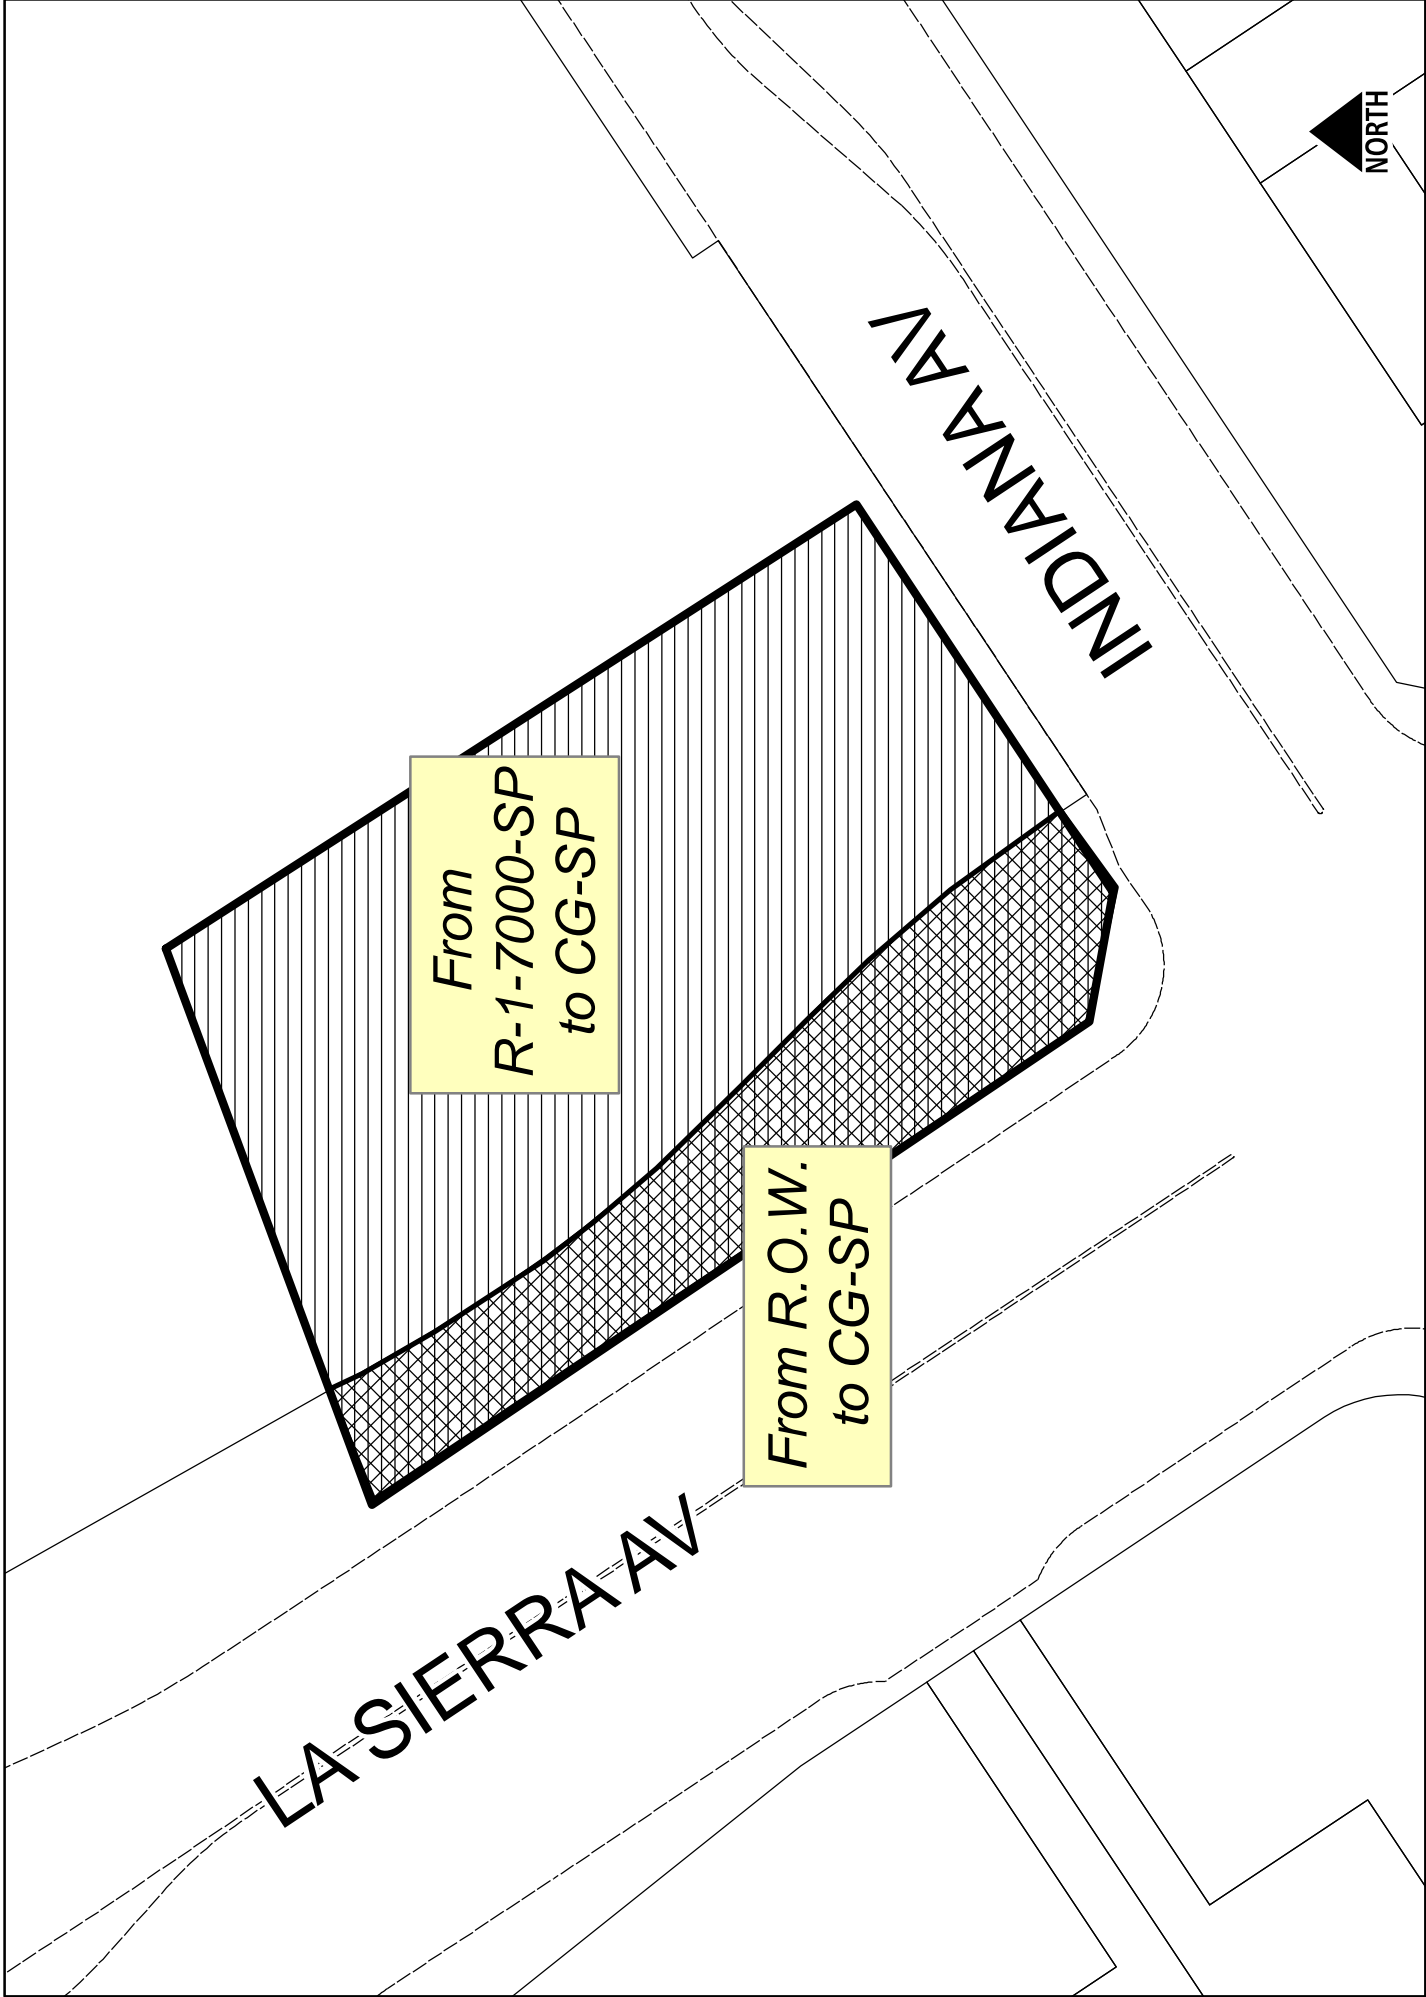 From
R-1-7000-SP
to CG-SP
From R.O.W.
to CG-SP
LA SIERRA AV
INDIANA AV
NORTH